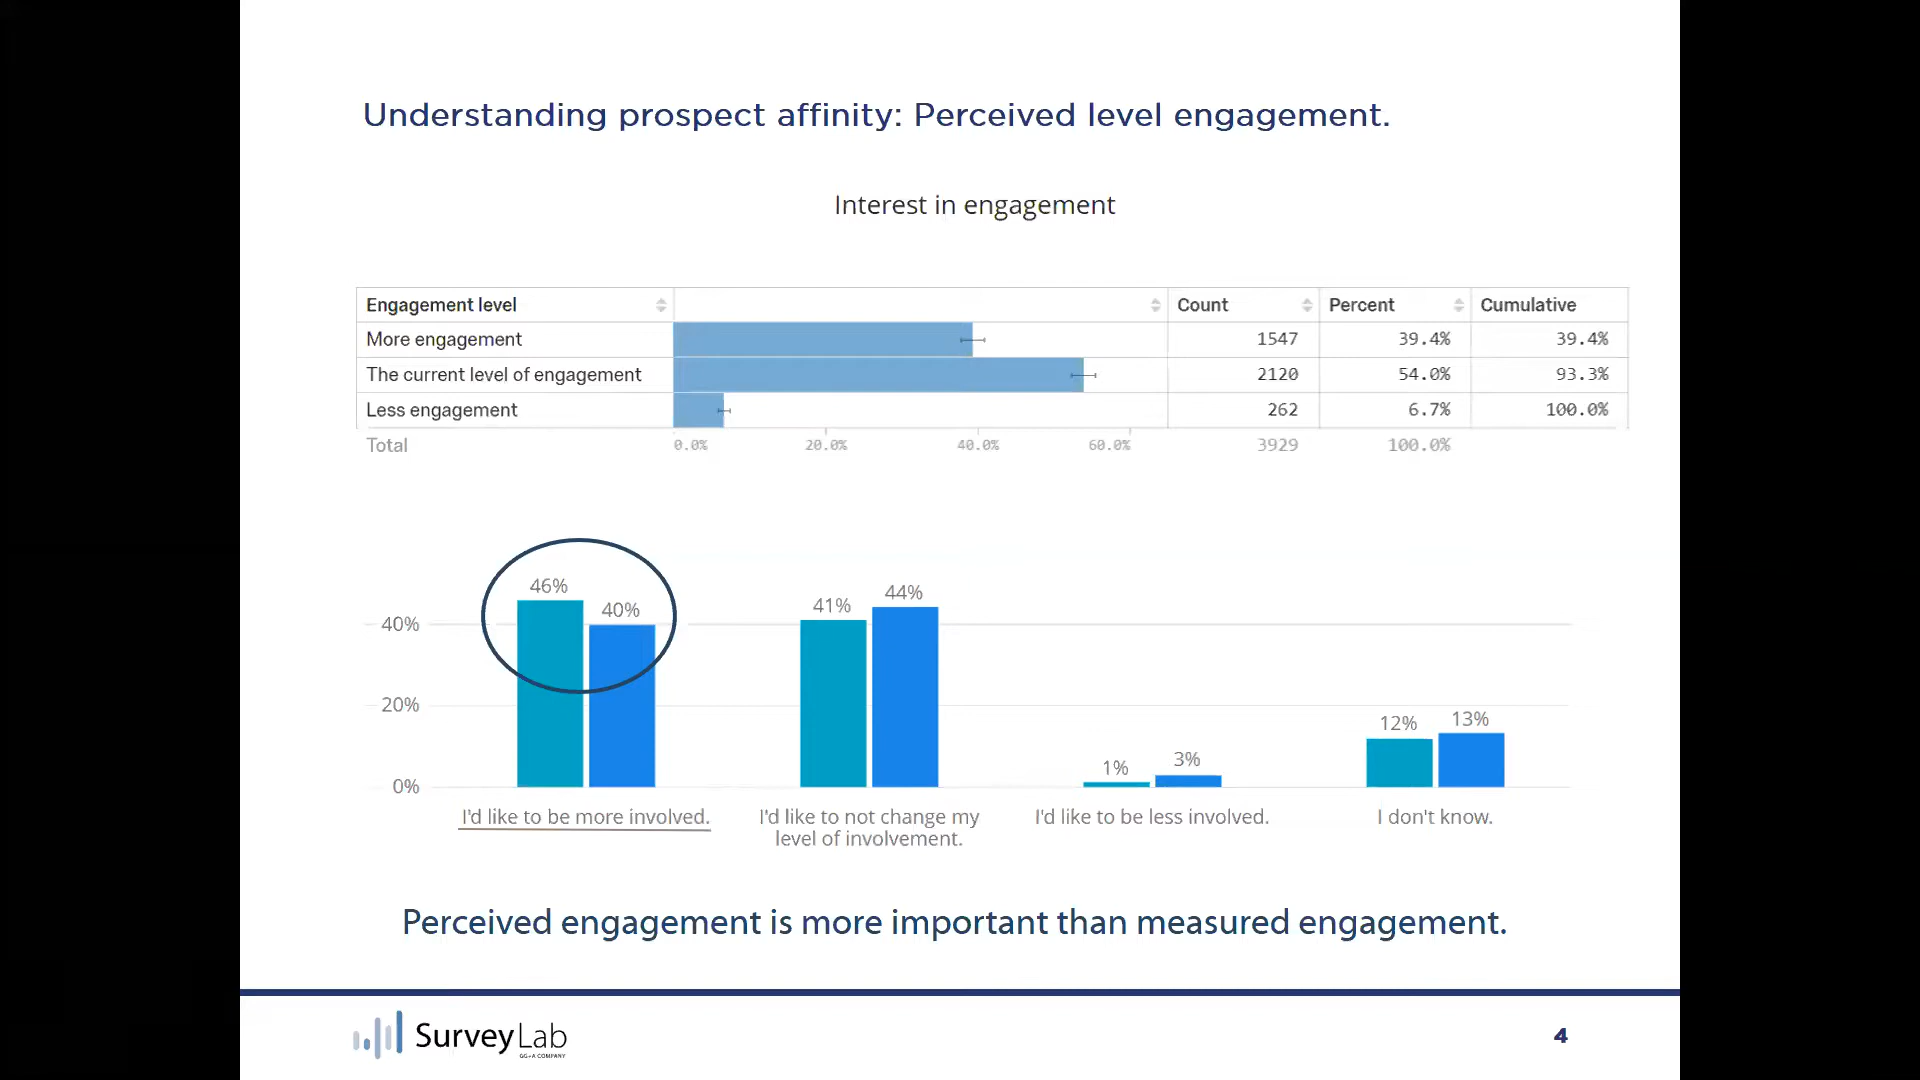 Understanding prospect affinity: Perceived level engagement.
Interest in engagement
Engagement level Count Percent Cumulative
More engagement 1547 39.4% 39.4%
The current level of engagement 2120 54.0% 93.3%
Less engagement 262 6.7% 100.0%
Total 0.0% 20.0% 40.0% 60.0% 3929 100.0%
46% 40% 41% 44% 1% 3% 12% 13%
40%
20%
0%
I'd like to be more involved.
I'd like to not change my
level of involvement.
I'd like to be less involved.
I don't know.
Perceived engagement is more important than measured engagement.
SurveyLab
GG+A COMPANY
4